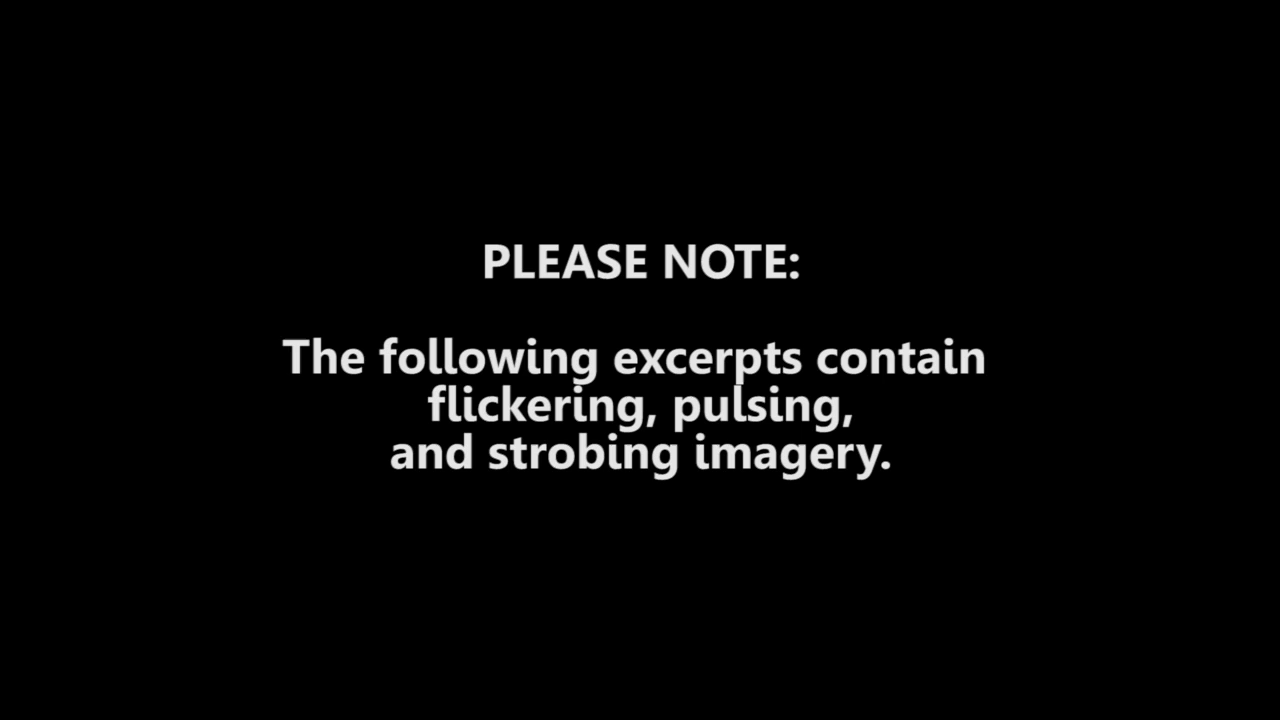 PLEASE NOTE:
The following excerpts contain
flickering, pulsing,
and strobing imagery.